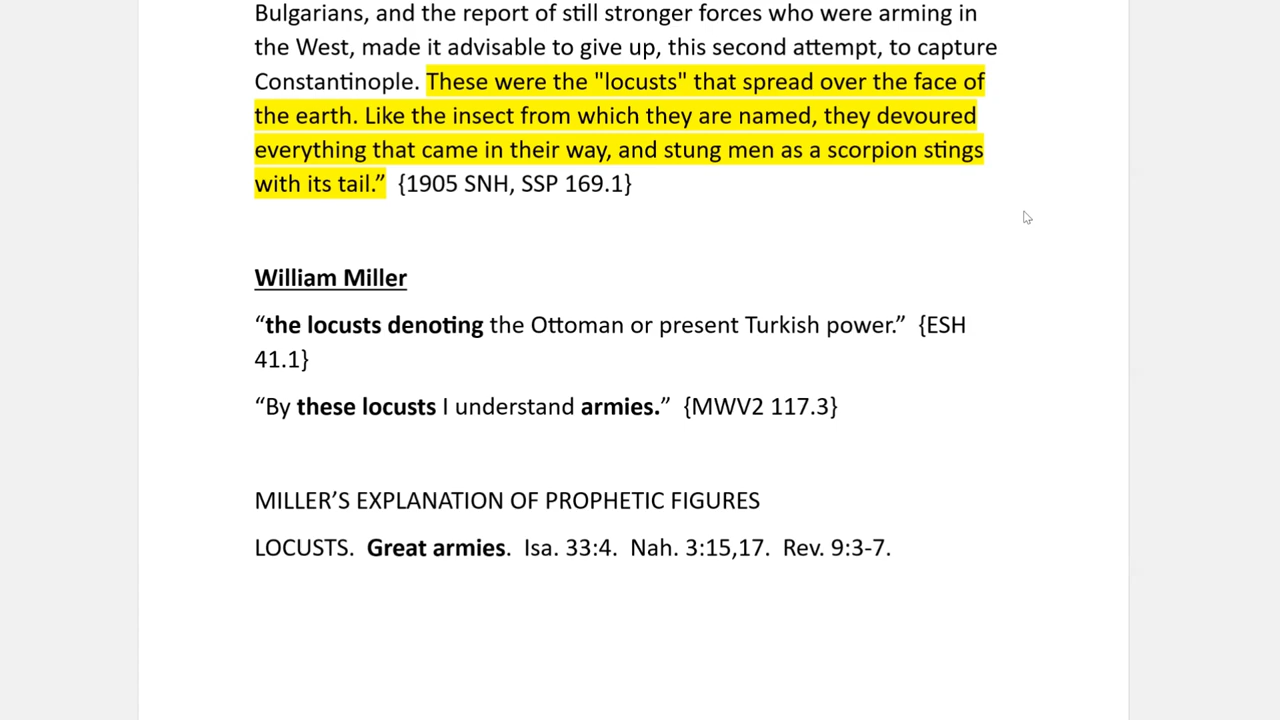 Bulgarians, and the report of still stronger forces who were arming in
the West, made it advisable to give up, this second attempt, to capture
Constantinople. These were the "locusts" that spread over the face of
the earth. Like the insect from which they are named, they devoured
everything that came in their way, and stung men as a scorpion stings
with its tail.” {1905 SNH, SSP 169.1}
William Miller
“the locusts denoting the Ottoman or present Turkish power.” {ESH
41.1}
“By these locusts I understand armies.” {MWV2 117.3}
MILLER’S EXPLANATION OF PROPHETIC FIGURES
LOCUSTS. Great armies. Isa. 33:4. Nah. 3:15,17. Rev. 9:3-7.